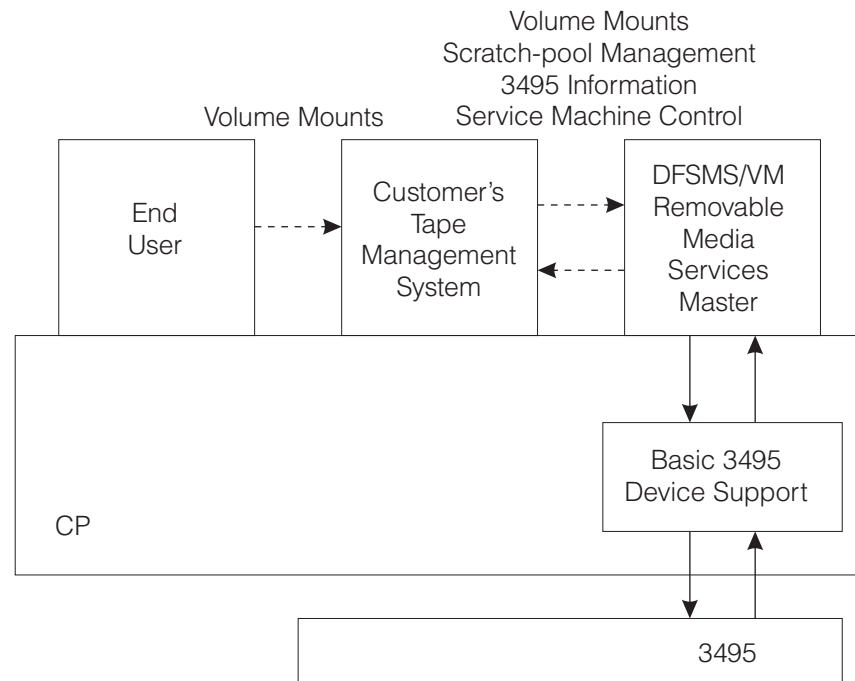 Volume Mounts
Scratch-pool Management
3495 Information
Service Machine Control
Volume Mounts
End
User
Customer's
Tape
Management
System
DFSMS/VM
Removable
Media
Services
Master
Basic 3495
Device Support
CP
3495